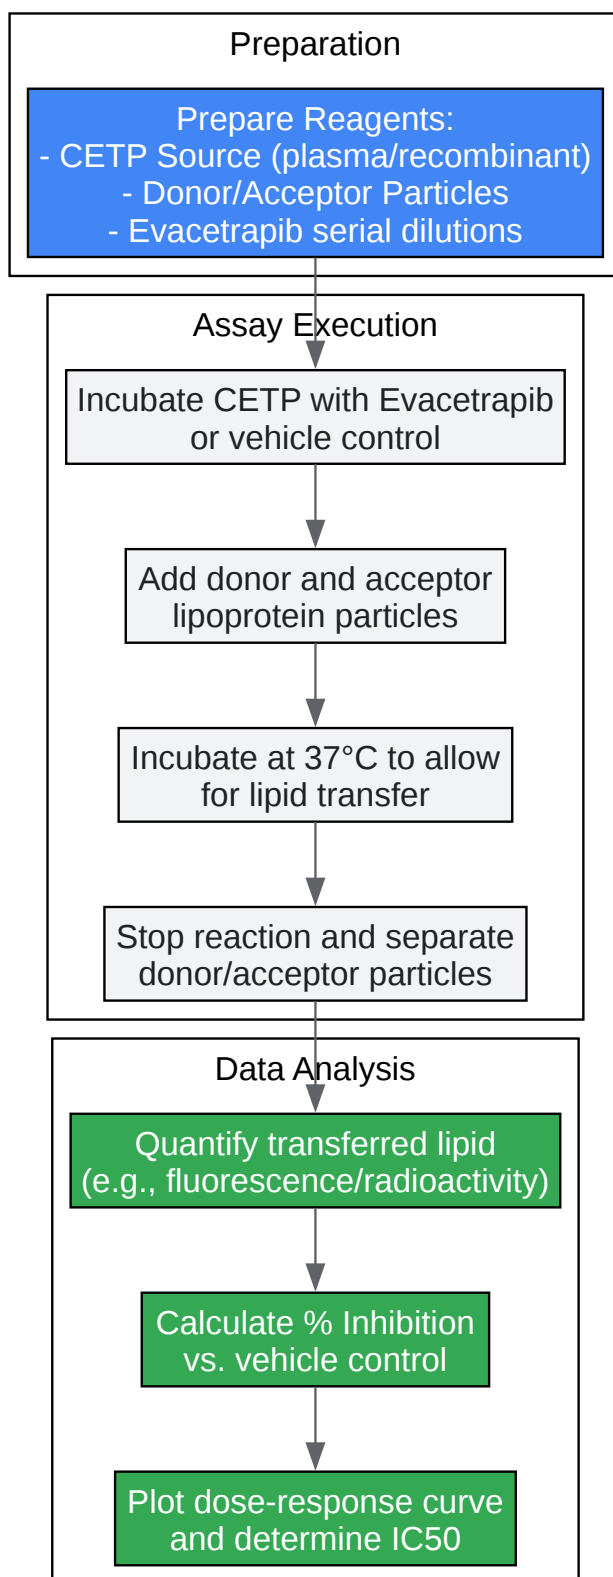 Preparation
Prepare Reagents:
- CETP Source (plasma/recombinant)
- Donor/Acceptor Particles
- Evacetrapib serial dilutions
Assay Execution
Incubate CETP with Evacetrapib
or vehicle control
Add donor and acceptor
lipoprotein particles
Incubate at 37°C to allow
for lipid transfer
Stop reaction and separate
donor/acceptor particles
Data Analysis
Quantify transferred lipid
(e.g., fluorescence/radioactivity)
Calculate % Inhibition
vs. vehicle control
Plot dose-response curve
and determine IC50